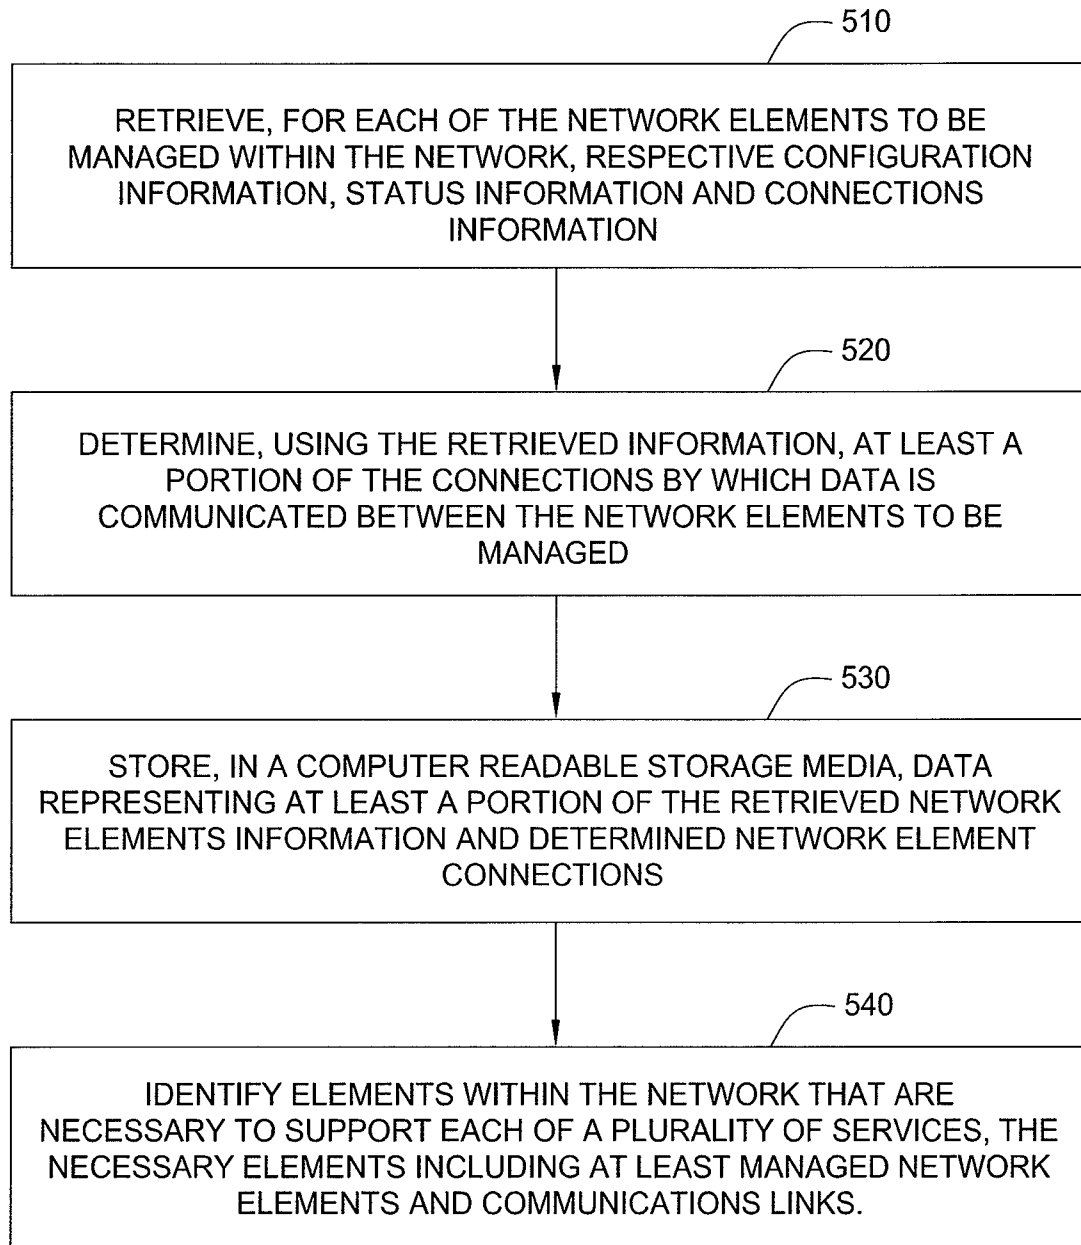 510
RETRIEVE, FOR EACH OF THE NETWORK ELEMENTS TO BE
MANAGED WITHIN THE NETWORK, RESPECTIVE CONFIGURATION
INFORMATION, STATUS INFORMATION AND CONNECTIONS
INFORMATION
520
DETERMINE, USING THE RETRIEVED INFORMATION, AT LEAST A
PORTION OF THE CONNECTIONS BY WHICH DATA IS
COMMUNICATED BETWEEN THE NETWORK ELEMENTS TO BE
MANAGED
530
STORE, IN A COMPUTER READABLE STORAGE MEDIA, DATA
REPRESENTING AT LEAST A PORTION OF THE RETRIEVED NETWORK
ELEMENTS INFORMATION AND DETERMINED NETWORK ELEMENT
CONNECTIONS
540
IDENTIFY ELEMENTS WITHIN THE NETWORK THAT ARE
NECESSARY TO SUPPORT EACH OF A PLURALITY OF SERVICES, THE
NECESSARY ELEMENTS INCLUDING AT LEAST MANAGED NETWORK
ELEMENTS AND COMMUNICATIONS LINKS.